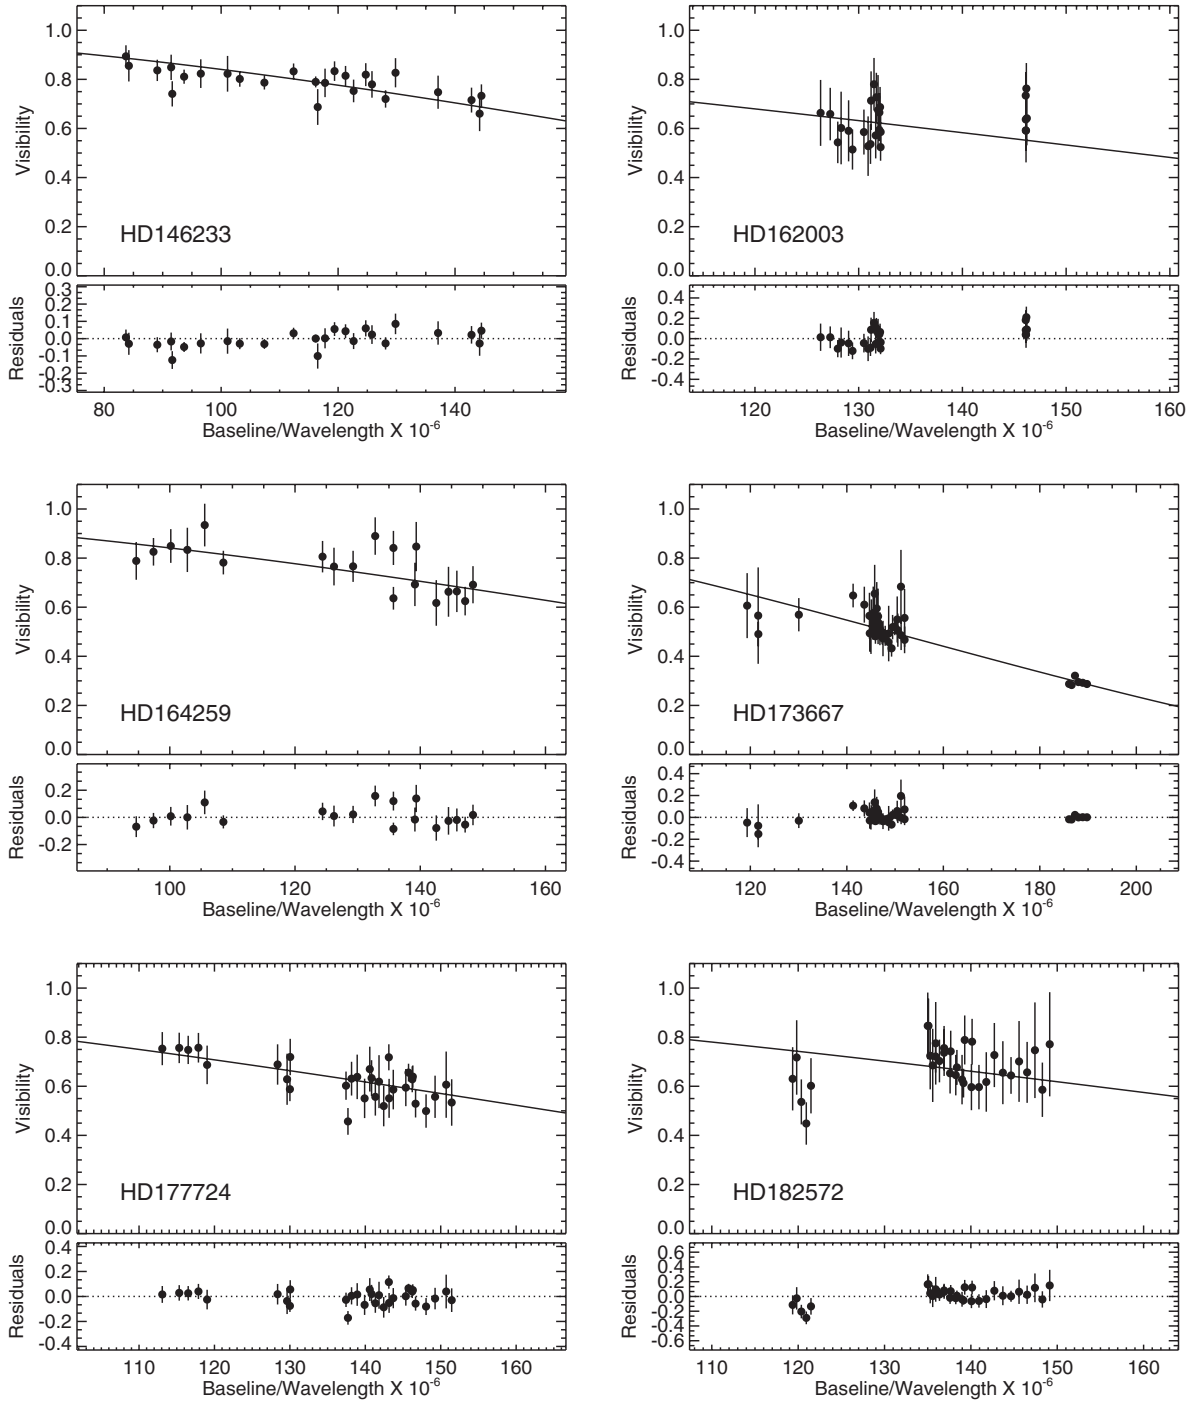 1.0
0.8
0.6
0.4
0.2
0.0
Visibility
HD146233
0.3
0.2
0.1
0.0
-0.1
-0.2
-0.3
Residuals
80 100 120 140
Baseline/Wavelength X 10-6
1.0
0.8
0.6
0.4
0.2
0.0
Visibility
HD162003
0.4
0.2
0.0
-0.2
-0.4
Residuals
120 130 140 150 160
Baseline/Wavelength X 10-6
1.0
0.8
0.6
0.4
0.2
0.0
Visibility
HD164259
0.2
0.0
-0.2
Residuals
100 120 140 160
Baseline/Wavelength X 10-6
1.0
0.8
0.6
0.4
0.2
0.0
Visibility
HD173667
0.4
0.2
0.0
-0.2
-0.4
Residuals
120 140 160 180 200
Baseline/Wavelength X 10-6
1.0
0.8
0.6
0.4
0.2
0.0
Visibility
HD177724
0.4
0.2
0.0
-0.2
-0.4
Residuals
110 120 130 140 150 160
Baseline/Wavelength X 10-6
1.0
0.8
0.6
0.4
0.2
0.0
Visibility
HD182572
0.6
0.4
0.2
0.0
-0.2
-0.4
-0.6
Residuals
110 120 130 140 150 160
Baseline/Wavelength X 10-6